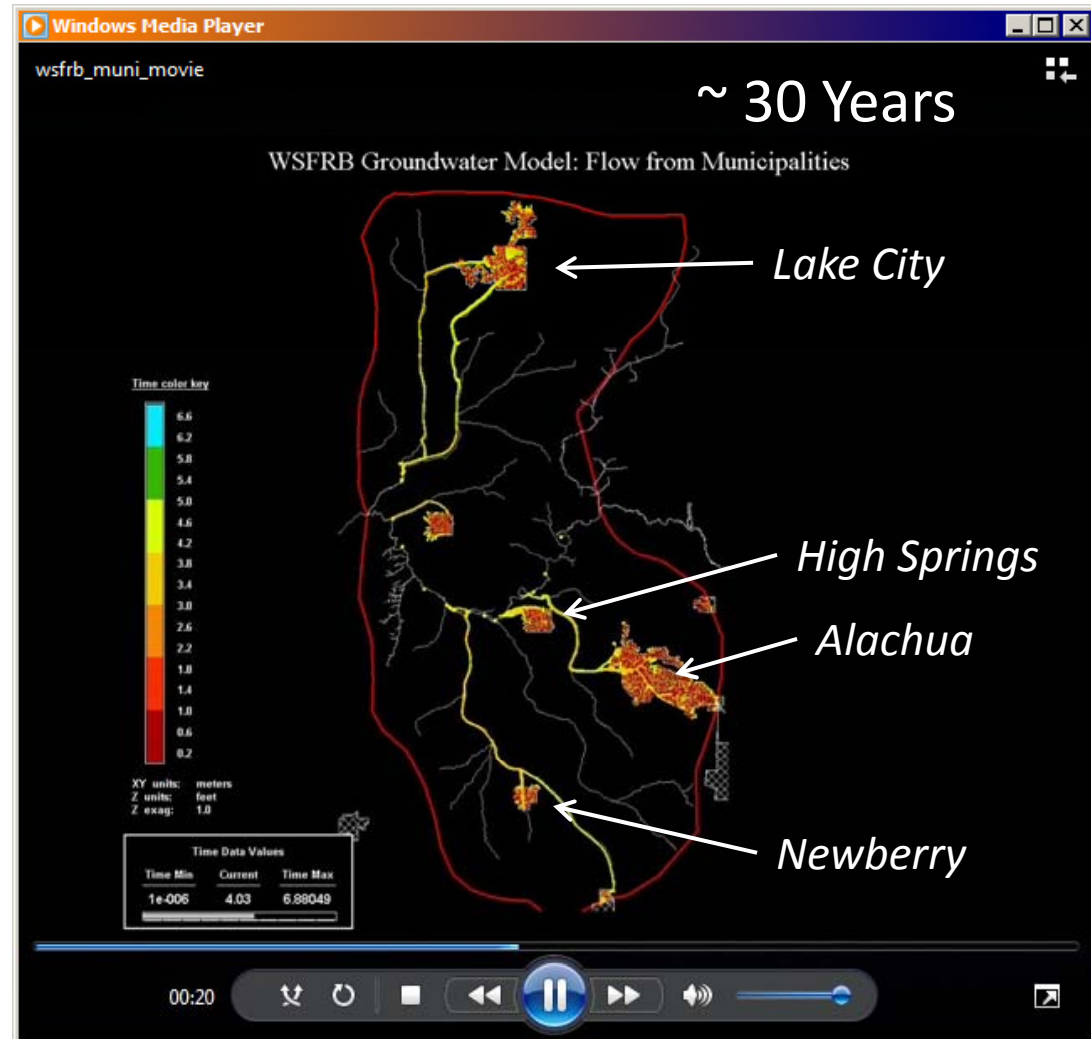 Windows Media Player
wsfrb_muni_movie
~ 30 Years
WSFRB Groundwater Model: Flow from Municipalities
Lake City
Time color key
6.6
6.2
5.8
5.4
5.0
4.6
4.2
3.8
3.4
3.0
2.6
2.2
1.8
1.4
1.0
0.6
0.2
High Springs
Alachua
XY units: meters
Z units: feet
Z exag: 1.0
Newberry
Time Data Values
Time Min Current Time Max
1e-006 4.03 6.88049
00:20